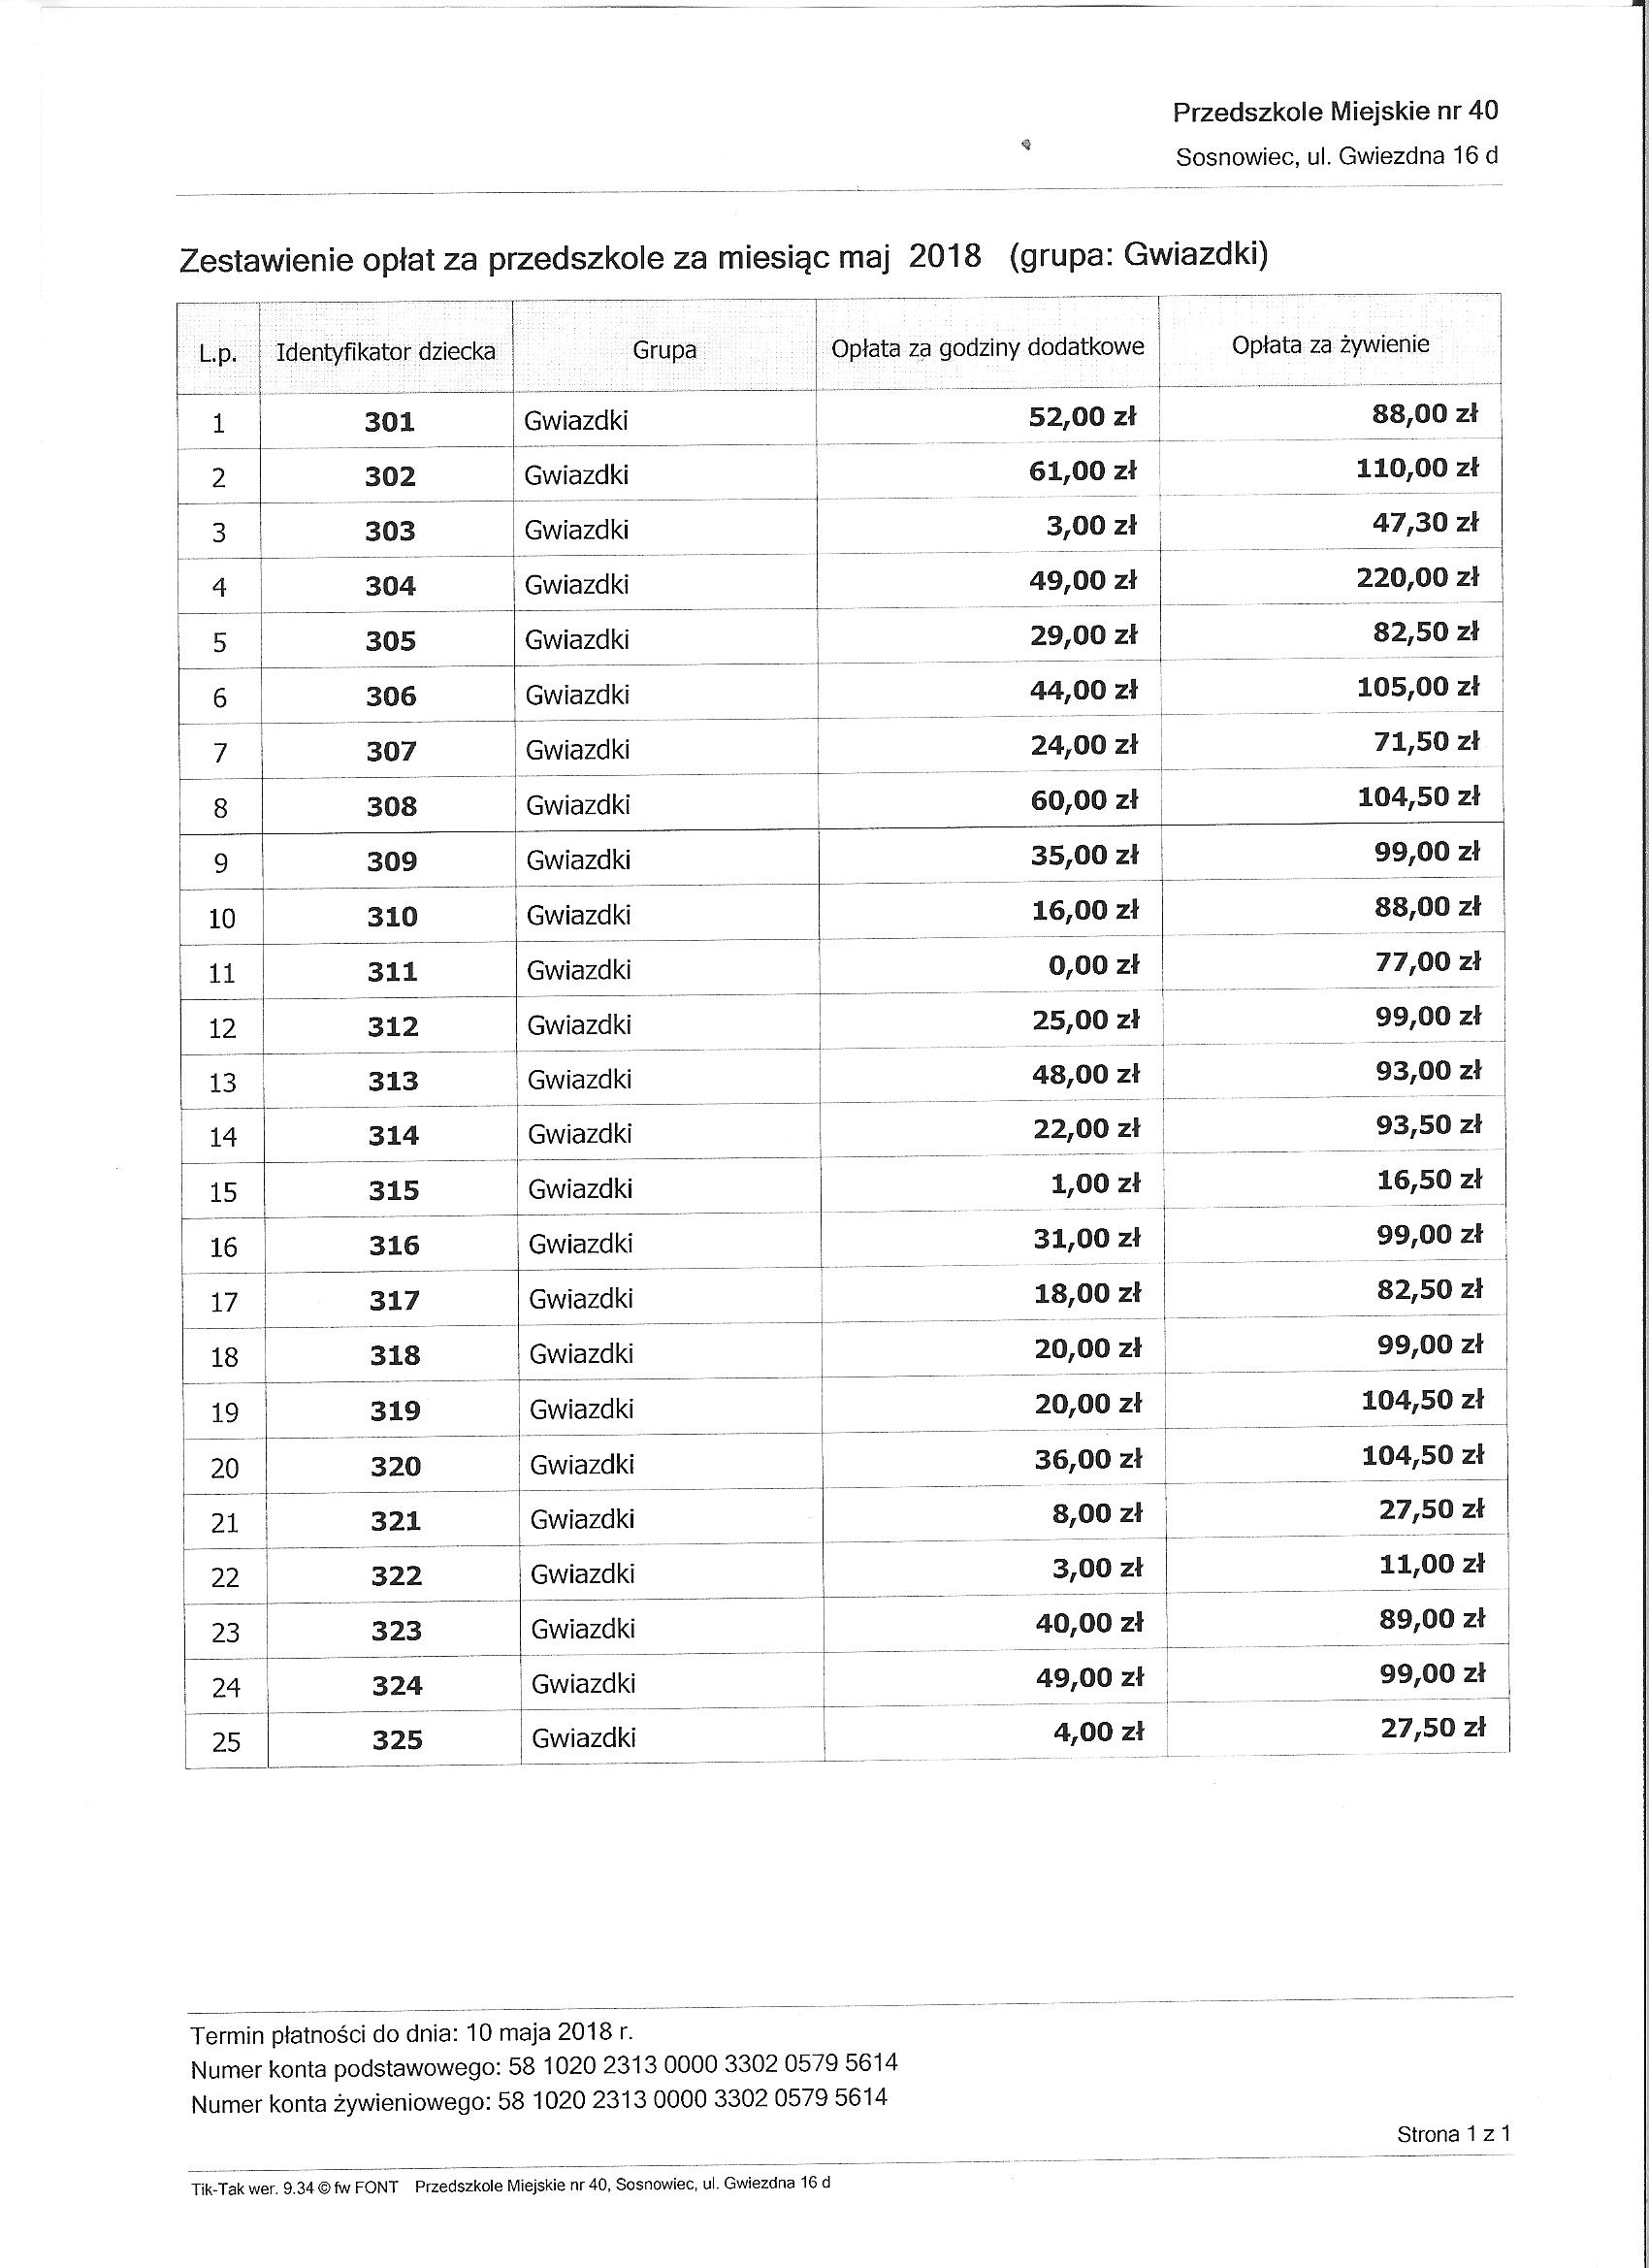 Przedszkole Miejskie nr 40
Sosnowiec, ul. Gwiezdna 16 d
Zestawienie opłat za przedszkole za miesiąc maj 2018 (grupa: Gwiazdki)
L.p. Identyfikator dziecka Grupa Opłata za godziny dodatkowe Opłata za żywienie
1 301 Gwiazdki 52,00 zł 88,00 zł
2 302 Gwiazdki 61,00 zł 110,00 zł
3 303 Gwiazdki 3,00 zł 47,30 zł
4 304 Gwiazdki 49,00 zł 220,00 zł
5 305 Gwiazdki 29,00 zł 82,50 zł
6 306 Gwiazdki 44,00 zł 105,00 zł
7 307 Gwiazdki 24,00 zł 71,50 zł
8 308 Gwiazdki 60,00 zł 104,50 zł
9 309 Gwiazdki 35,00 zł 99,00 zł
10 310 Gwiazdki 16,00 zł 88,00 zł
11 311 Gwiazdki 0,00 zł 77,00 zł
12 312 Gwiazdki 25,00 zł 99,00 zł
13 313 Gwiazdki 48,00 zł 93,00 zł
14 314 Gwiazdki 22,00 zł 93,50 zł
15 315 Gwiazdki 1,00 zł 16,50 zł
16 316 Gwiazdki 31,00 zł 99,00 zł
17 317 Gwiazdki 18,00 zł 82,50 zł
18 318 Gwiazdki 20,00 zł 99,00 zł
19 319 Gwiazdki 20,00 zł 104,50 zł
20 320 Gwiazdki 36,00 zł 104,50 zł
21 321 Gwiazdki 8,00 zł 27,50 zł
22 322 Gwiazdki 3,00 zł 11,00 zł
23 323 Gwiazdki 40,00 zł 89,00 zł
24 324 Gwiazdki 49,00 zł 99,00 zł
25 325 Gwiazdki 4,00 zł 27,50 zł
Termin płatności do dnia: 10 maja 2018 r.
Numer konta podstawowego: 58 1020 2313 0000 3302 0579 5614
Numer konta żywieniowego: 58 1020 2313 0000 3302 0579 5614
Strona 1 z 1
Tik-Tak wer. 9.34 © fw FONT Przedszkole Miejskie nr 40, Sosnowiec, ul. Gwiezdna 16 d